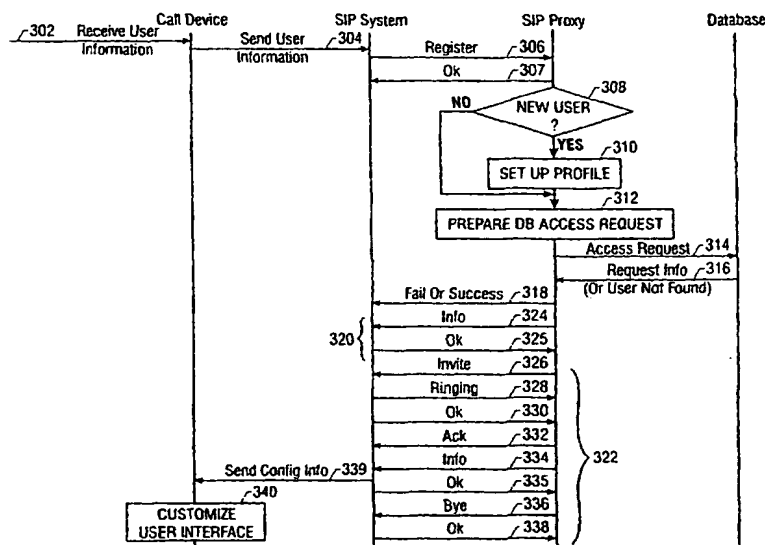 Call Device SIP System SIP Proxy Database
302 Receive User Information
Send User Information 304
Register 306
Ok 307
308
NEW USER ?
NO
YES
310
SET UP PROFILE
312
PREPARE DB ACCESS REQUEST
Access Request 314
Request Info 316
(Or User Not Found)
Fail Or Success 318
Info 324
320
Ok 325
Invite 326
Ringing 328
Ok 330
Ack 332
322
Info 334
Send Config Info 339
Ok 335
340
CUSTOMIZE
USER INTERFACE
Bye 336
Ok 338